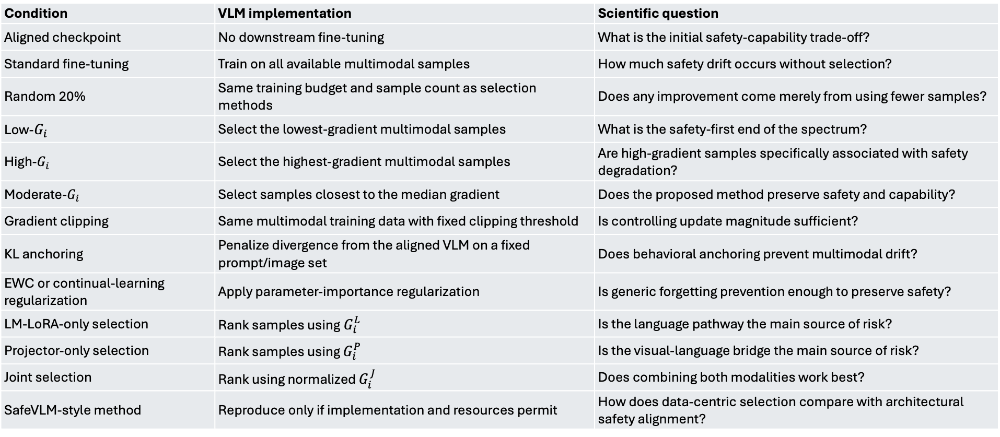 Condition VLM implementation Scientific question
Aligned checkpoint No downstream fine-tuning What is the initial safety-capability trade-off?
Standard fine-tuning Train on all available multimodal samples How much safety drift occurs without selection?
Random 20% Same training budget and sample count as selection
methods Does any improvement come merely from using fewer samples?
Low-G_i Select the lowest-gradient multimodal samples What is the safety-first end of the spectrum?
High-G_i Select the highest-gradient multimodal samples Are high-gradient samples specifically associated with safety
degradation?
Moderate-G_i Select samples closest to the median gradient Does the proposed method preserve safety and capability?
Gradient clipping Same multimodal training data with fixed clipping threshold Is controlling update magnitude sufficient?
KL anchoring Penalize divergence from the aligned VLM on a fixed
prompt/image set Does behavioral anchoring prevent multimodal drift?
EWC or continual-learning
regularization Apply parameter-importance regularization Is generic forgetting prevention enough to preserve safety?
LM-LoRA-only selection Rank samples using G_i^L Is the language pathway the main source of risk?
Projector-only selection Rank samples using G_i^P Is the visual-language bridge the main source of risk?
Joint selection Rank using normalized G_i^J Does combining both modalities work best?
SafeVLM-style method Reproduce only if implementation and resources permit How does data-centric selection compare with architectural
safety alignment?